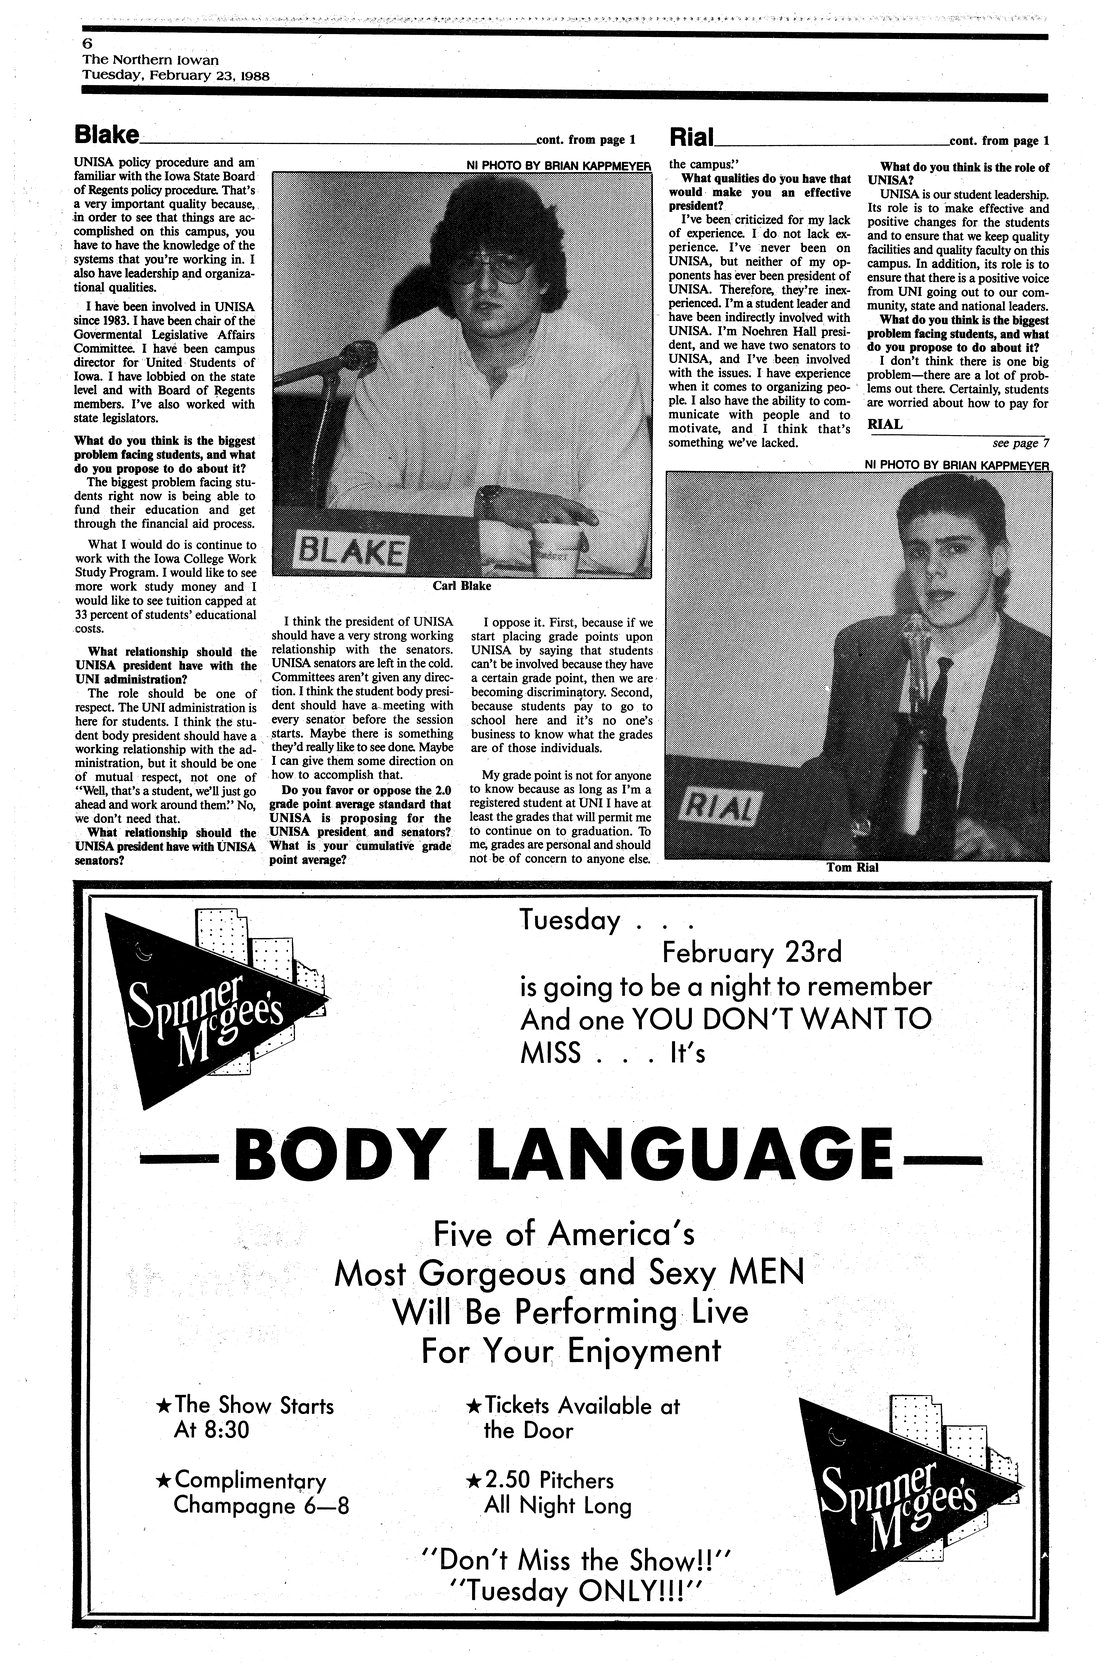 6
The Northern Iowan
Tuesday, February 23, 1988
Blake
cont. from page 1
UNISA policy procedure and am
familiar with the Iowa State Board
of Regents policy procedure. That's
a very important quality because,
in order to see that things are ac-
complished on this campus, you
have to have the knowledge of the
systems that you're working in. I
also have leadership and organiza-
tional qualities.
I have been involved in UNISA
since 1983. I have been chair of the
Govermental Legislative Affairs
Committee. I have been campus
director for United Students of
Iowa. I have lobbied on the state
level and with Board of Regents
members. I've also worked with
state legislators.
What do you think is the biggest
problem facing students, and what
do you propose to do about it?
The biggest problem facing stu-
dents right now is being able to
fund their education and get
through the financial aid process.
What I would do is continue to
work with the Iowa College Work
Study Program. I would like to see
more work study money and I
would like to see tuition capped at
33 percent of students' educational
costs.
What relationship should the
UNISA president have with the
UNI administration?
The role should be one of
respect. The UNI administration is
here for students. I think the stu-
dent body president should have a
working relationship with the ad-
ministration, but it should be one
of mutual respect, not one of
"Well, that's a student, we'll just go
ahead and work around them." No,
we don't need that.
What relationship should the
UNISA president have with UNISA
senators?
NI PHOTO BY BRIAN KAPPMEYER
BLAKE
Carl Blake
I think the president of UNISA
should have a very strong working
relationship with the senators.
UNISA senators are left in the cold.
Committees aren't given any direc-
tion. I think the student body presi-
dent should have a meeting with
every senator before the session
starts. Maybe there is something
they'd really like to see done. Maybe
I can give them some direction on
how to accomplish that.
Do you favor or oppose the 2.0
grade point average standard that
UNISA is proposing for the
UNISA president and senators?
What is your cumulative grade
point average?
I oppose it. First, because if we
start placing grade points upon
UNISA by saying that students
can't be involved because they have
a certain grade point, then we are
becoming discriminatory. Second,
because students pay to go to
school here and it's no one's
business to know what the grades
are of those individuals.
My grade point is not for anyone
to know because as long as I'm a
registered student at UNI I have at
least the grades that will permit me
to continue on to graduation. To
me, grades are personal and should
not be of concern to anyone else.
Rial
cont. from page 1
the campus."
What qualities do you have that
would make you an effective
president?
I've been criticized for my lack
of experience. I do not lack ex-
perience. I've never been on
UNISA, but neither of my op-
ponents has ever been president of
UNISA. Therefore, they're inex-
perienced. I'm a student leader and
have been indirectly involved with
UNISA. I'm Noehren Hall presi-
dent, and we have two senators to
UNISA, and I've been involved
with the issues. I have experience
when it comes to organizing peo-
ple. I also have the ability to com-
municate with people and to
motivate, and I think that's
something we've lacked.
What do you think is the role of
UNISA?
UNISA is our student leadership.
Its role is to make effective and
positive changes for the students
and to ensure that we keep quality
facilities and quality faculty on this
campus. In addition, its role is to
ensure that there is a positive voice
from UNI going out to our com-
munity, state and national leaders.
What do you think is the biggest
problem facing students, and what
do you propose to do about it?
I don't think there is one big
problem—there are a lot of prob-
lems out there. Certainly, students
are worried about how to pay for
RIAL
see page 7
NI PHOTO BY BRIAN KAPPMEYER
RIAL
Tom Rial
Spinner
McGee's
Tuesday . . .
February 23rd
is going to be a night to remember
And one YOU DON'T WANT TO
MISS . . . It's
—BODY LANGUAGE—
Five of America's
Most Gorgeous and Sexy MEN
Will Be Performing Live
For Your Enjoyment
★The Show Starts
At 8:30
★Complimentary
Champagne 6—8
★Tickets Available at
the Door
★2.50 Pitchers
All Night Long
"Don't Miss the Show!!"
"Tuesday ONLY!!!"
Spinner
McGee's